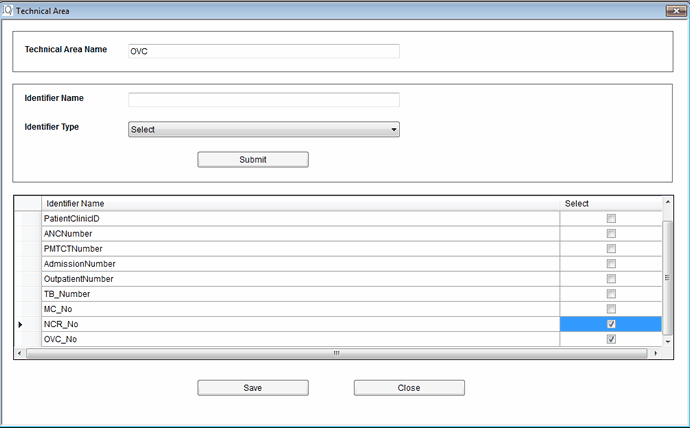 Technical Area
Technical Area Name OVC
Identifier Name
Identifier Type Select
Submit
Identifier Name Select
PatientClinicID
ANCNumber
PMTCTNumber
AdmissionNumber
OutpatientNumber
TB_Number
MC_No
NCR_No
OVC_No
Save Close